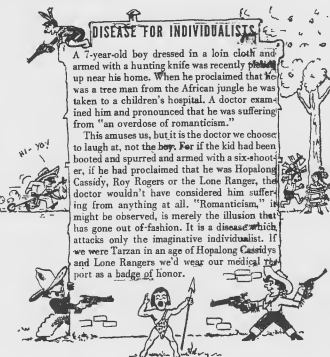 DISEASE FOR INDIVIDUALISTS
A 7-year-old boy dressed in a loin cloth and
armed with a hunting knife was recently picked
up near his home. When he proclaimed that he
was a tree man from the African jungle he was
taken to a children's hospital. A doctor exam-
ined him and pronounced that he was suffering
from "an overdose of romanticism."
This amuses us, but it is the doctor we choose
to laugh at, not the boy. For if the kid had been
booted and spurred and armed with a six-shoot-
er, if he had proclaimed that he was Hopalong
Cassidy, Roy Rogers or the Lone Ranger, the
doctor wouldn't have considered him suffer-
ing from anything at all. "Romanticism," it
might be observed, is merely the illusion that
has gone out of fashion. It is a disease which
attacks only the imaginative individualist. If
we were Tarzan in an age of Hopalong Cassidys
and Lone Rangers we'd wear our medical re-
port as a badge of honor.
HI-YO!